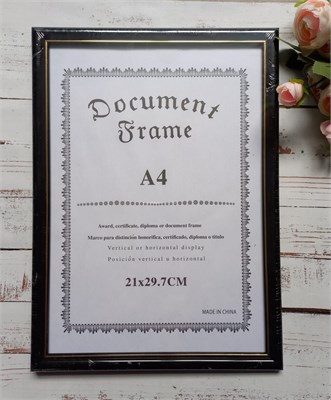 Document
Frame
A4
Award, certificate, diploma or document frame
Marco para distinción honorífica, certificado, diploma o título
Vertical or horizontal display
Posición vertical u horizontal
21x29.7CM
MADE IN CHINA